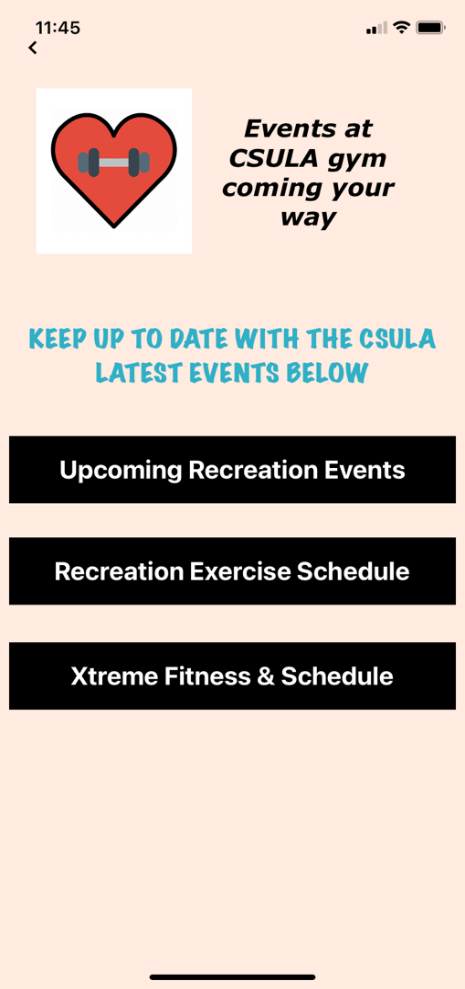 11:45
Events at
CSULA gym
coming your
way
KEEP UP TO DATE WITH THE CSULA
LATEST EVENTS BELOW
Upcoming Recreation Events
Recreation Exercise Schedule
Xtreme Fitness & Schedule